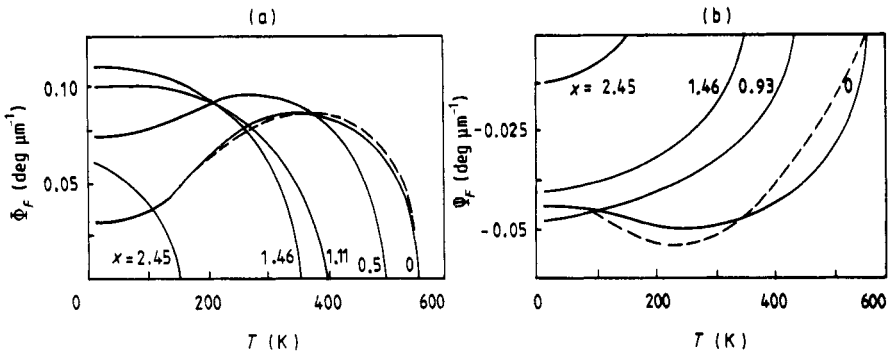 (a)
(b)
0.10
0.05
Φ_F (deg μm⁻¹)
x = 2.45
1.46
1.11
0.5
0
0
200
400
600
T (K)
x = 2.45
1.46
0.93
0
-0.025
-0.05
Ψ_F (deg μm⁻¹)
0
200
400
600
T (K)